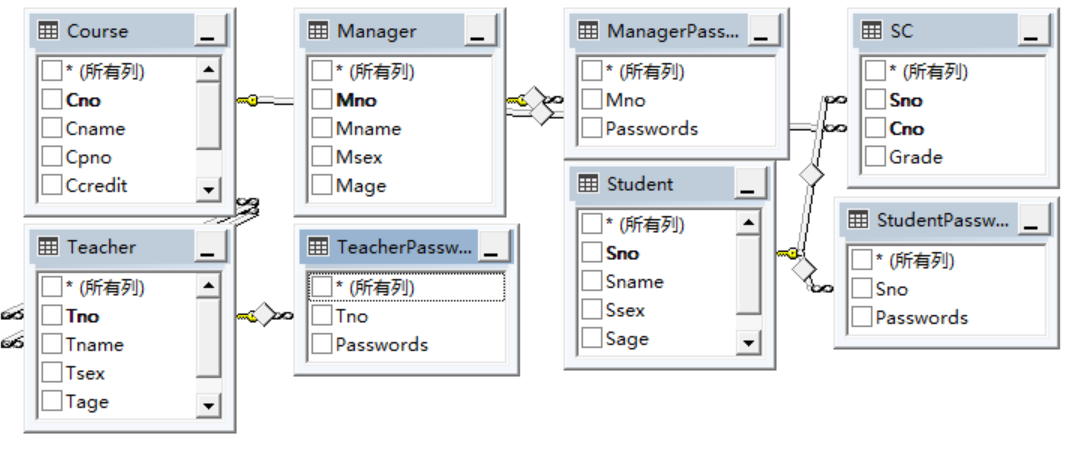 Course
* (所有列)
Cno
Cname
Cpno
Ccredit
Manager
* (所有列)
Mno
Mname
Msex
Mage
ManagerPass...
* (所有列)
Mno
Passwords
SC
* (所有列)
Sno
Cno
Grade
Teacher
* (所有列)
Tno
Tname
Tsex
Tage
TeacherPassw...
* (所有列)
Tno
Passwords
Student
* (所有列)
Sno
Sname
Ssex
Sage
StudentPassw...
* (所有列)
Sno
Passwords